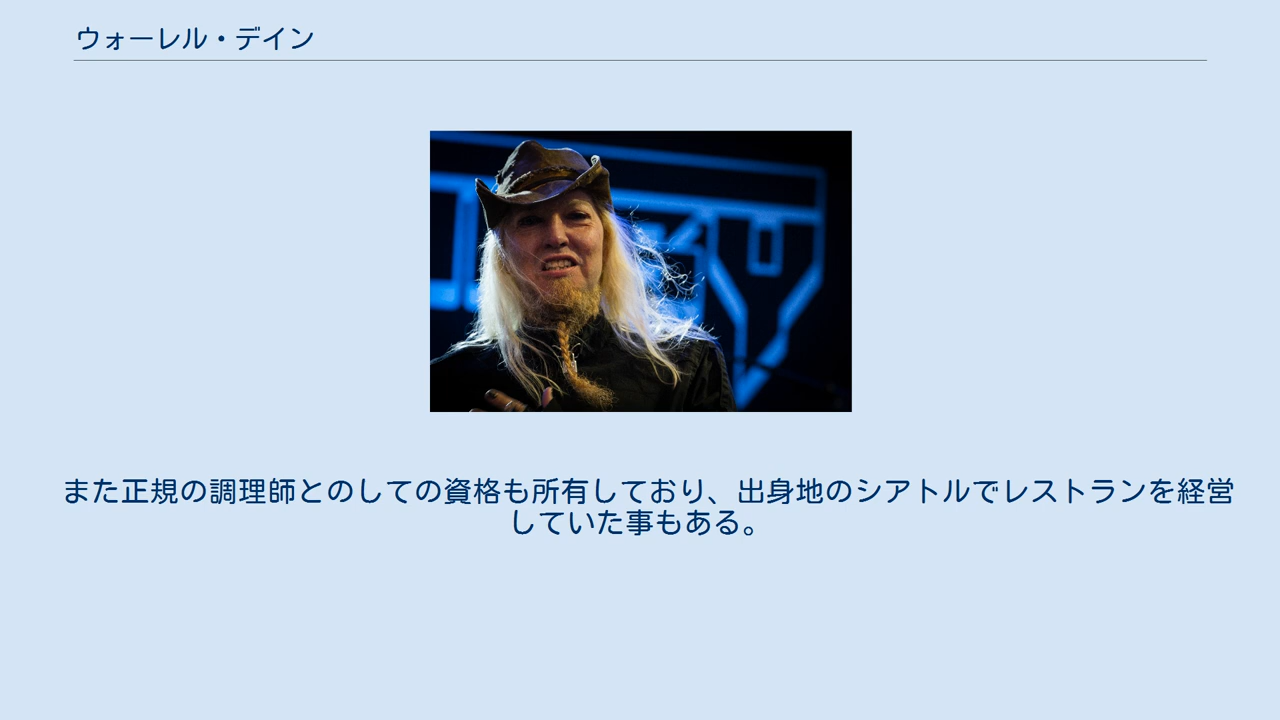 ウォーレル・デイン
また正規の調理師とのしての資格も所有しており、出身地のシアトルでレストランを経営
していた事もある。